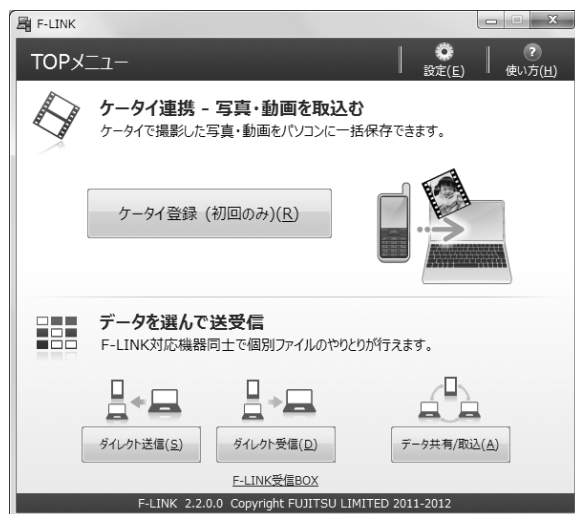 F-LINK
TOPメニュー
設定(E)
使い方(H)
ケータイ連携 - 写真・動画を取込む
ケータイで撮影した写真・動画をパソコンに一括保存できます。
ケータイ登録 (初回のみ)(R)
データを選んで送受信
F-LINK対応機器同士で個別ファイルのやりとりが行えます。
ダイレクト送信(S)
ダイレクト受信(D)
データ共有/取込(A)
F-LINK受信BOX
F-LINK 2.2.0.0 Copyright FUJITSU LIMITED 2011-2012